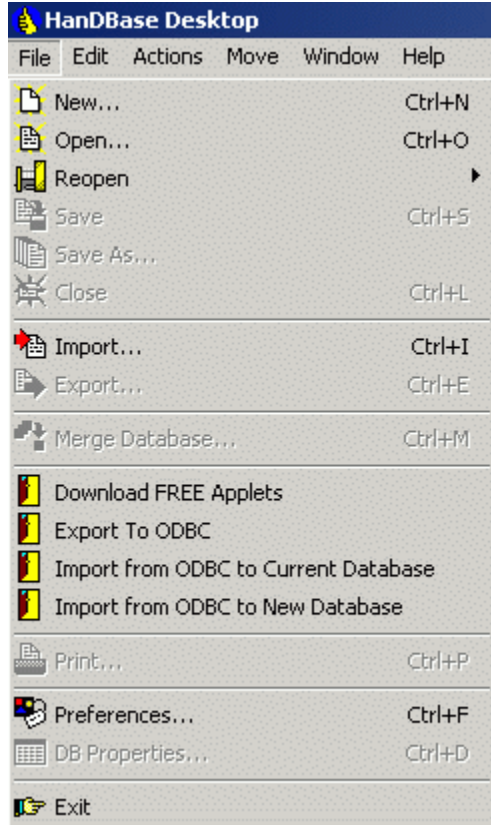 HanDBase Desktop
File Edit Actions Move Window Help
New... Ctrl+N
Open... Ctrl+O
Reopen
Save Ctrl+S
Save As...
Close Ctrl+L
Import... Ctrl+I
Export... Ctrl+E
Merge Database... Ctrl+M
Download FREE Applets
Export To ODBC
Import from ODBC to Current Database
Import from ODBC to New Database
Print... Ctrl+P
Preferences... Ctrl+F
DB Properties... Ctrl+D
Exit